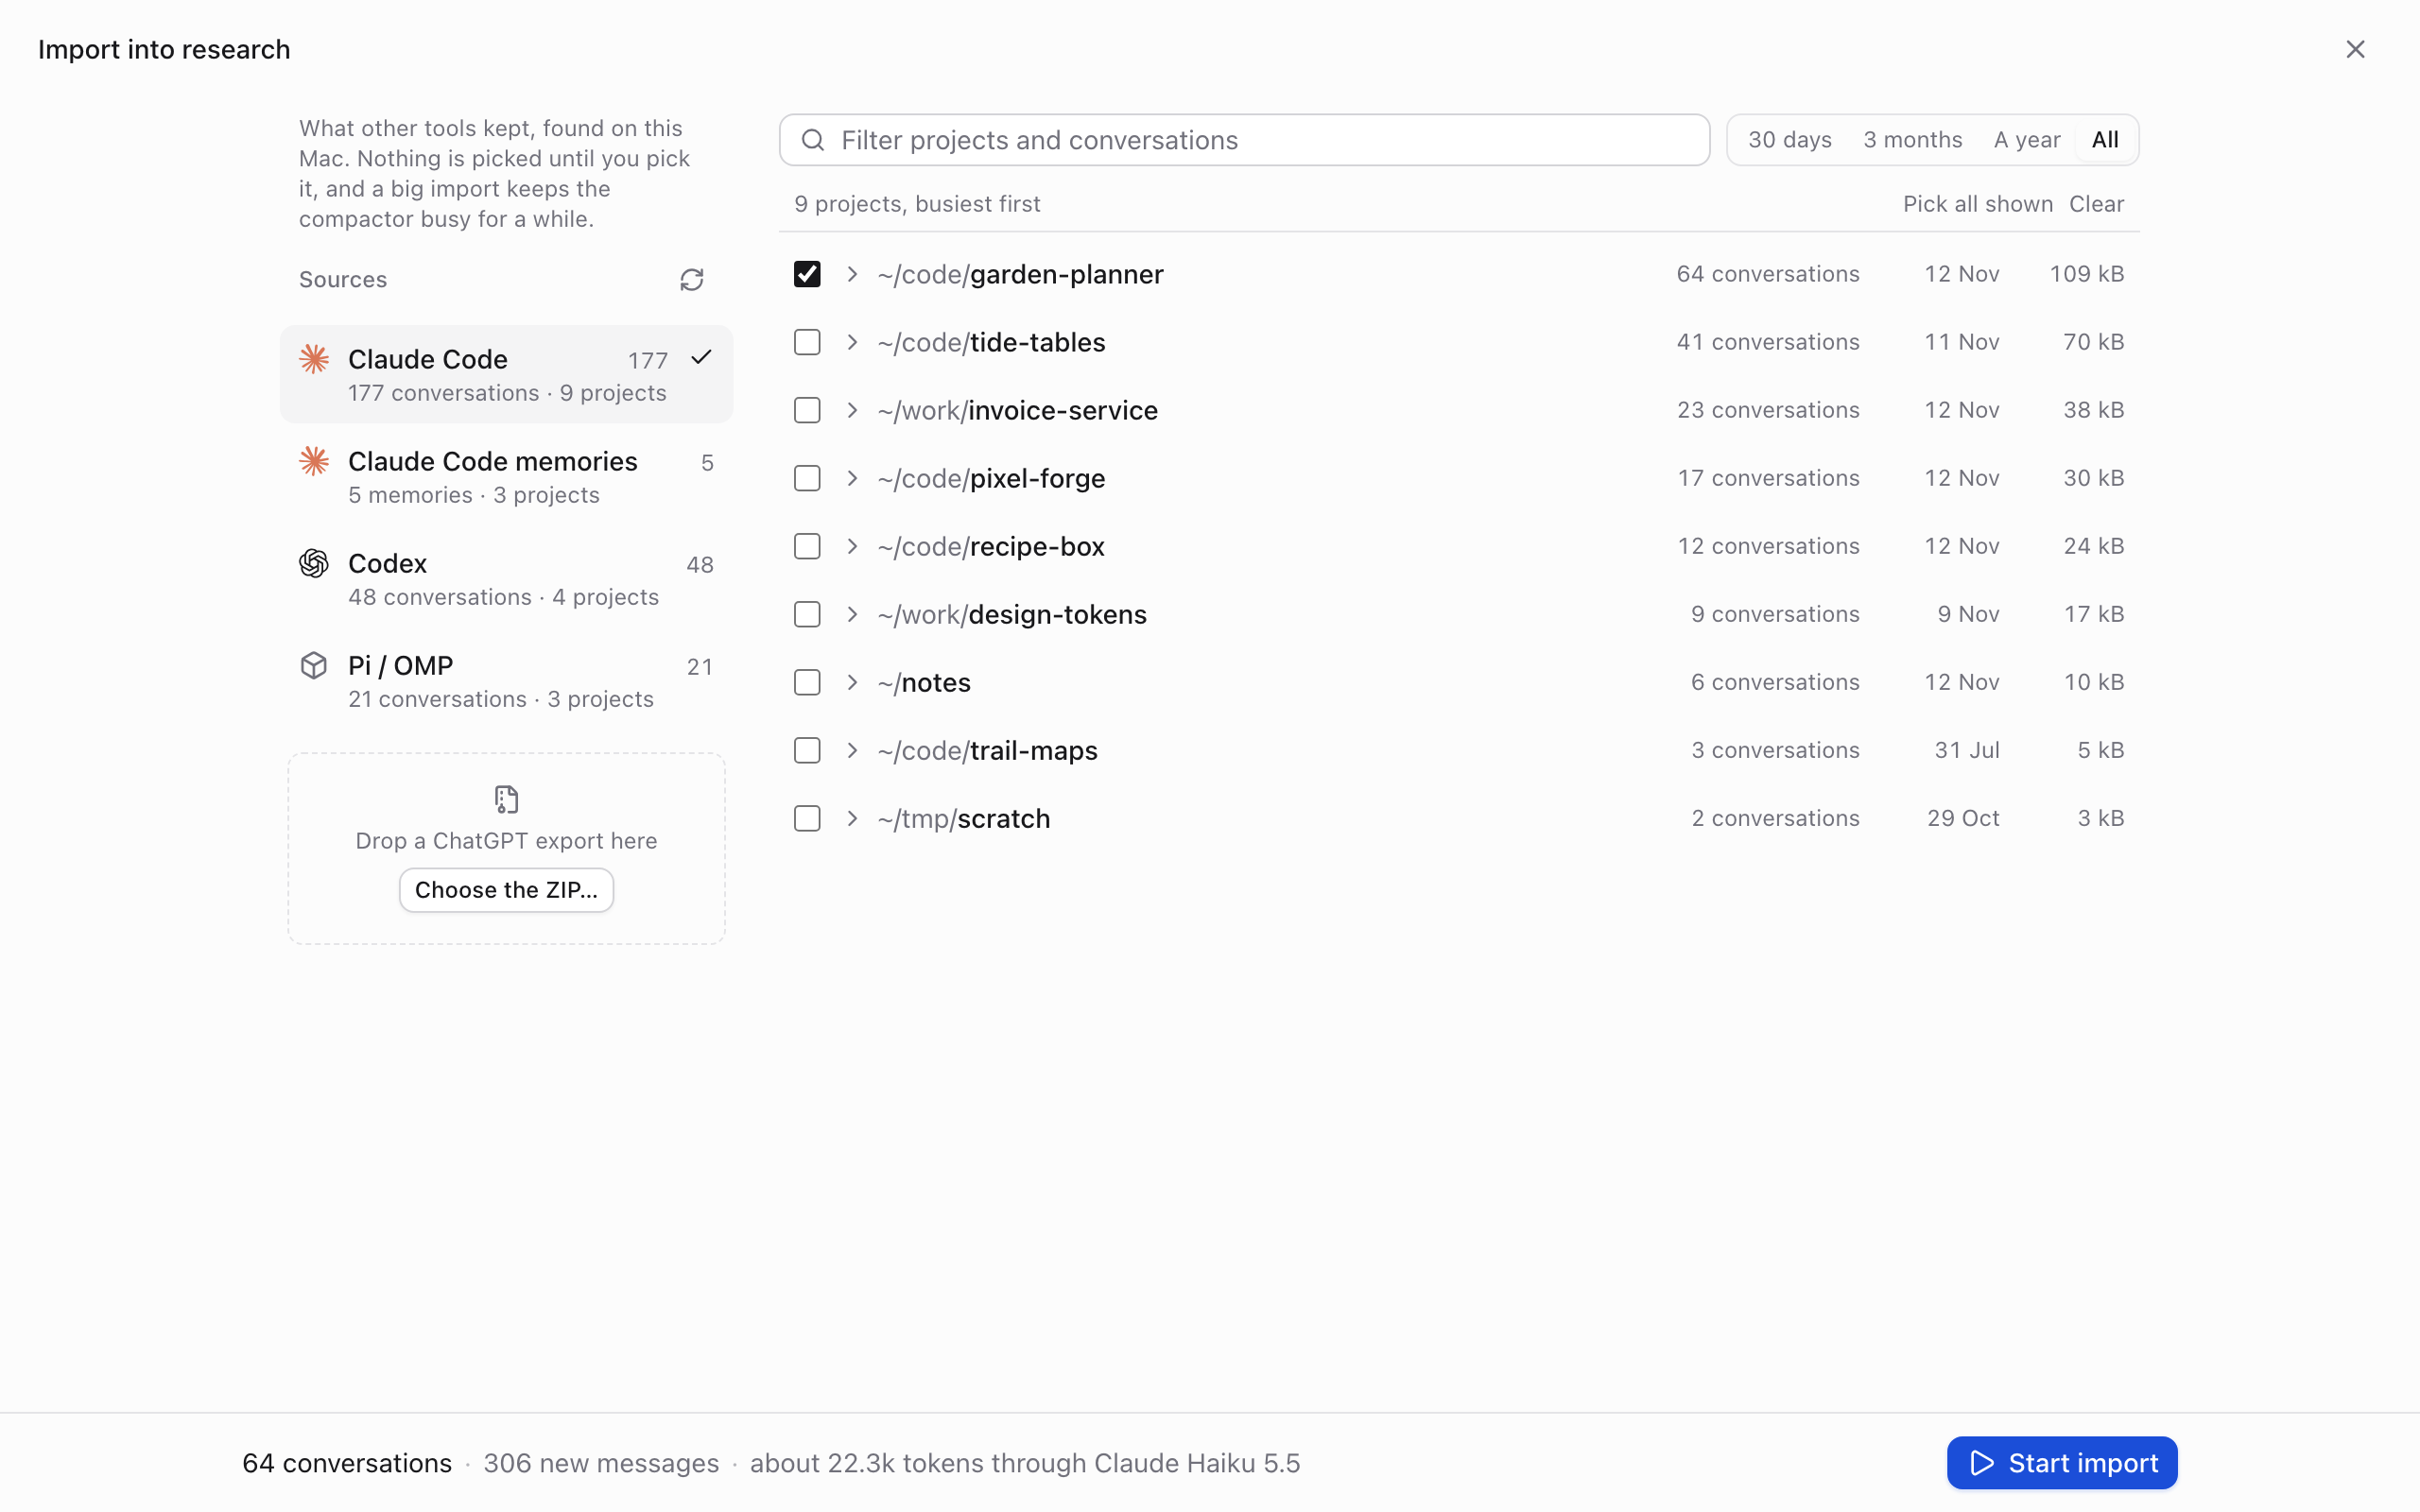 Import into research
What other tools kept, found on this
Mac. Nothing is picked until you pick
it, and a big import keeps the
compactor busy for a while.
Sources
Claude Code 177
177 conversations · 9 projects
Claude Code memories 5
5 memories · 3 projects
Codex 48
48 conversations · 4 projects
Pi / OMP 21
21 conversations · 3 projects
Drop a ChatGPT export here
Choose the ZIP...
Filter projects and conversations
30 days 3 months A year All
9 projects, busiest first Pick all shown Clear
~/code/garden-planner 64 conversations 12 Nov 109 kB
~/code/tide-tables 41 conversations 11 Nov 70 kB
~/work/invoice-service 23 conversations 12 Nov 38 kB
~/code/pixel-forge 17 conversations 12 Nov 30 kB
~/code/recipe-box 12 conversations 12 Nov 24 kB
~/work/design-tokens 9 conversations 9 Nov 17 kB
~/notes 6 conversations 12 Nov 10 kB
~/code/trail-maps 3 conversations 31 Jul 5 kB
~/tmp/scratch 2 conversations 29 Oct 3 kB
64 conversations · 306 new messages · about 22.3k tokens through Claude Haiku 5.5
Start import